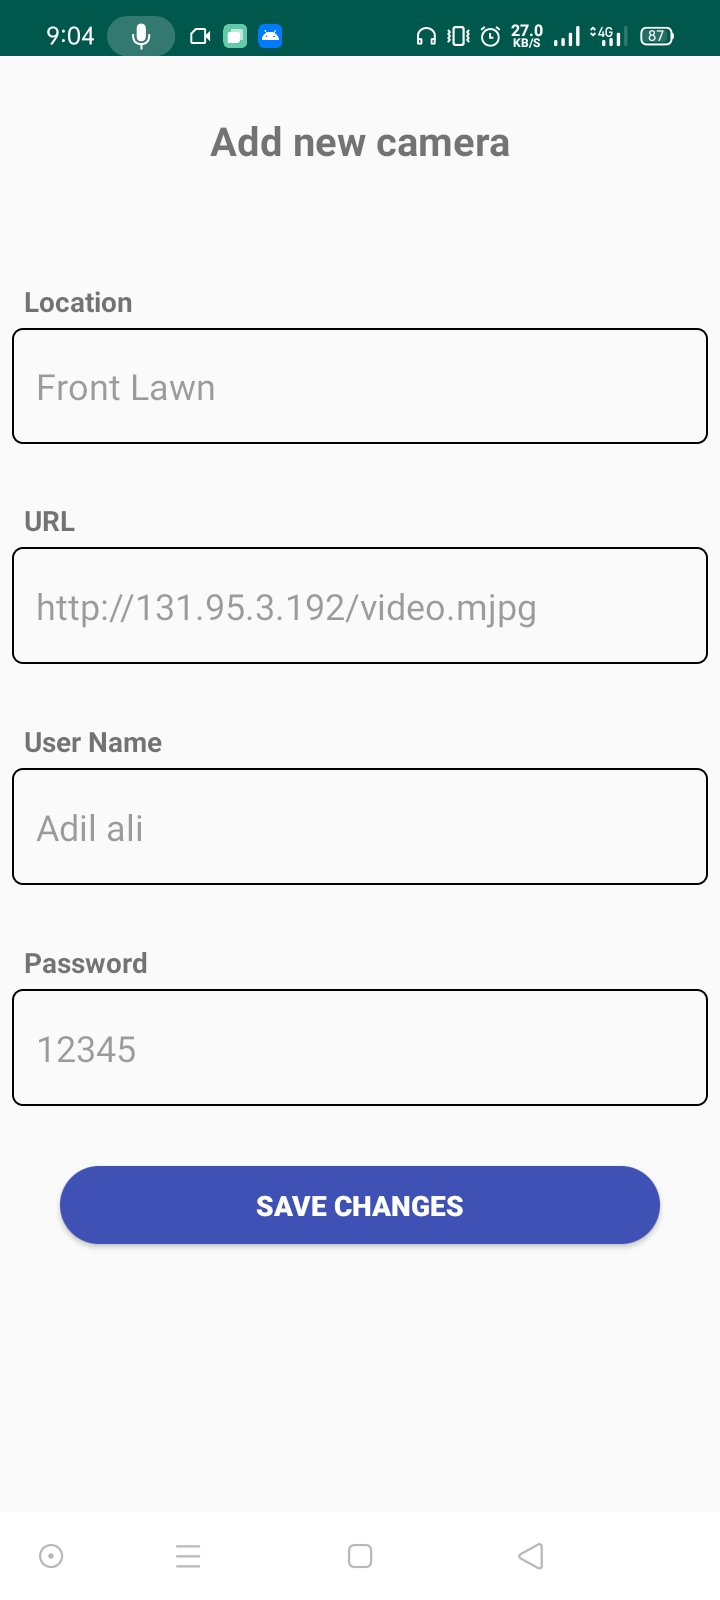 9:04 27.0 KB/S 4G 87
Add new camera
Location
Front Lawn
URL
http://131.95.3.192/video.mjpg
User Name
Adil ali
Password
12345
SAVE CHANGES